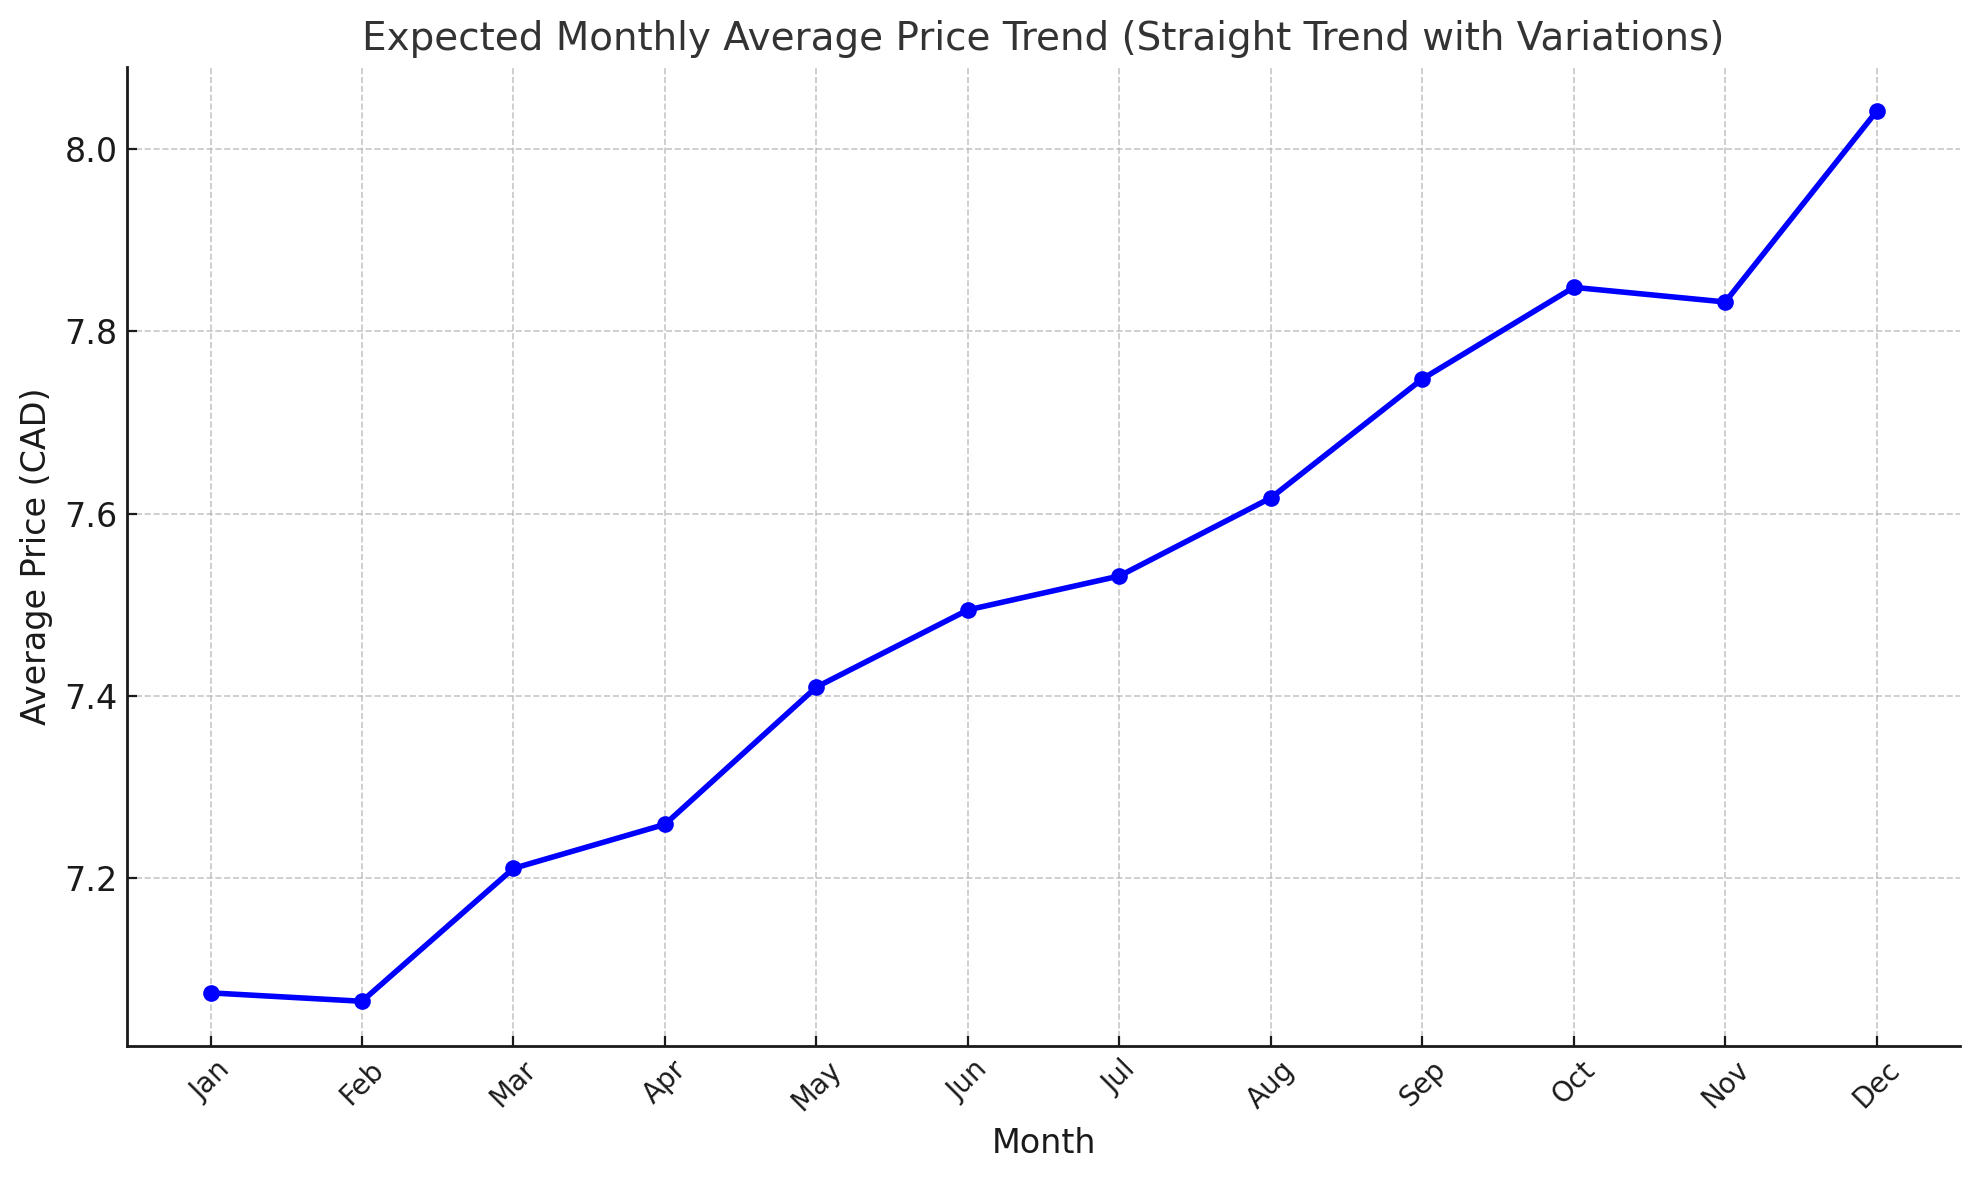 Expected Monthly Average Price Trend (Straight Trend with Variations)
Average Price (CAD)
8.0
7.8
7.6
7.4
7.2
Jan
Feb
Mar
Apr
May
Jun
Jul
Aug
Sep
Oct
Nov
Dec
Month